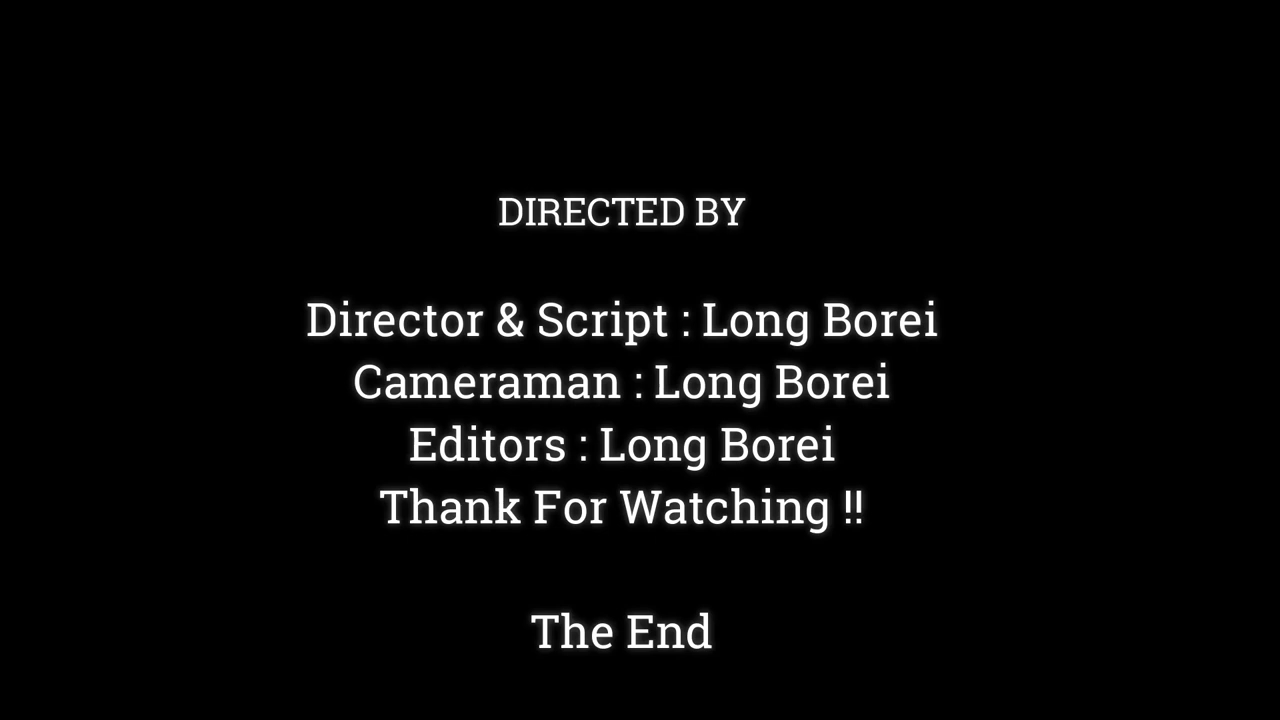 DIRECTED BY
Director & Script : Long Borei
Cameraman : Long Borei
Editors : Long Borei
Thank For Watching !!
The End